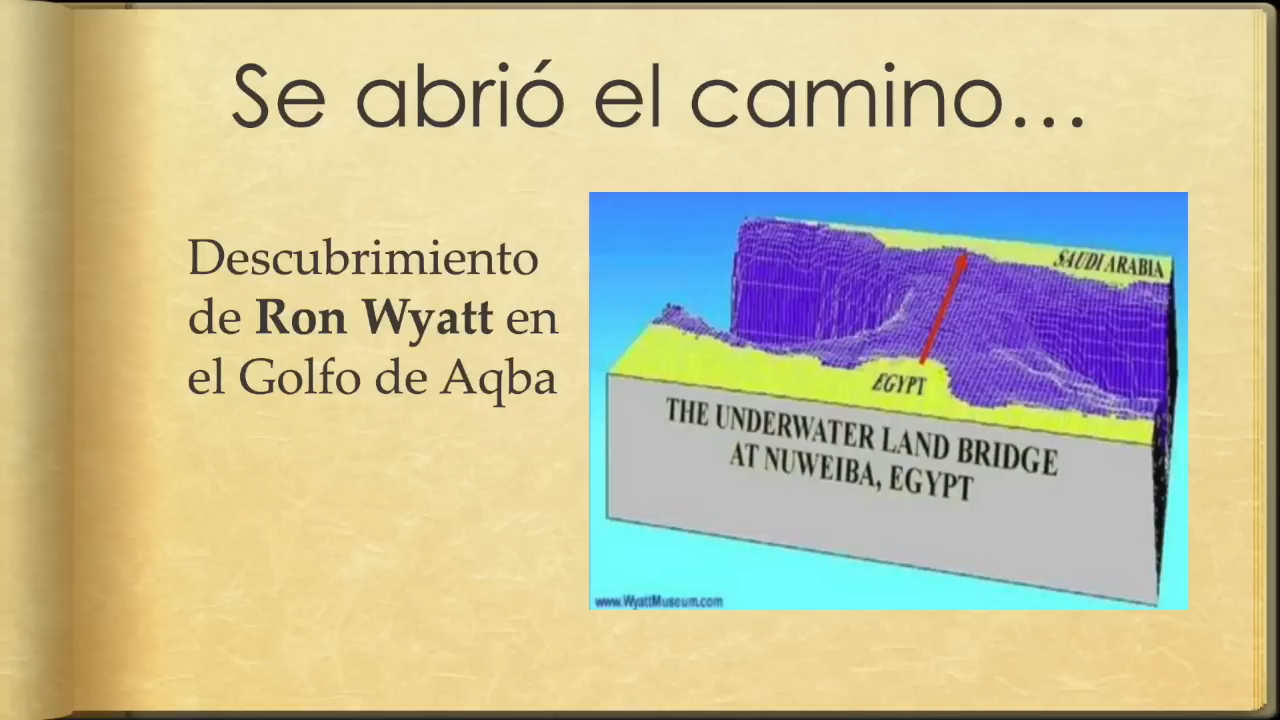 Se abrió el camino...
Descubrimiento
de Ron Wyatt en
el Golfo de Aqba
SAUDI ARABIA
EGYPT
THE UNDERWATER LAND BRIDGE
AT NUWEIBA, EGYPT
www.WyattMuseum.com